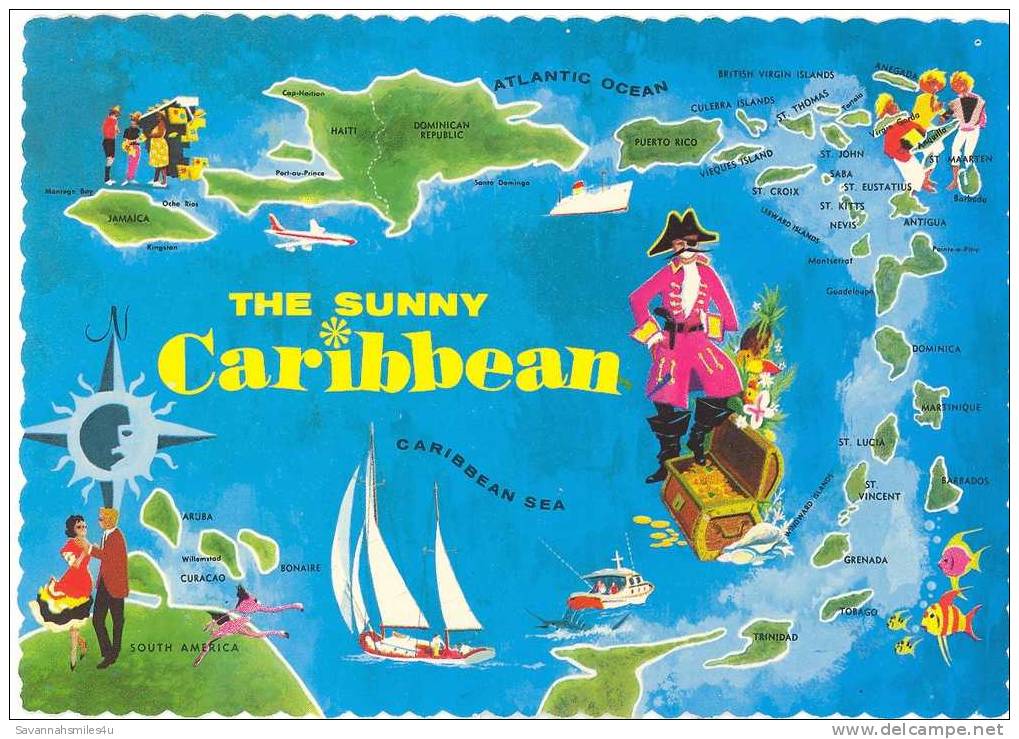 ATLANTIC OCEAN
BRITISH VIRGIN ISLANDS
ANEGADA
Cap-Haitien
CULEBRA ISLANDS
ST. THOMAS
Tortola
Virgin Gorda
Anguilla
HAITI
DOMINICAN
REPUBLIC
PUERTO RICO
VIEQUES ISLAND
ST. JOHN
ST. MAARTEN
Port-au-Prince
Santo Domingo
SABA
ST. CROIX
ST. EUSTATIUS
Montego Bay
Ocho Rios
ST. KITTS
Barbuda
JAMAICA
LEEWARD ISLANDS
NEVIS
ANTIGUA
Kingston
Montserrat
Pointe-a-Pitre
Guadeloupe
N
THE SUNNY
Caribbean
DOMINICA
MARTINIQUE
CARIBBEAN SEA
ST. LUCIA
WINDWARD ISLANDS
ST.
VINCENT
BARBADOS
ARUBA
Willemstad
CURACAO
BONAIRE
GRENADA
TOBAGO
TRINIDAD
SOUTH AMERICA
Savannahsmiles4u
delcampe.net